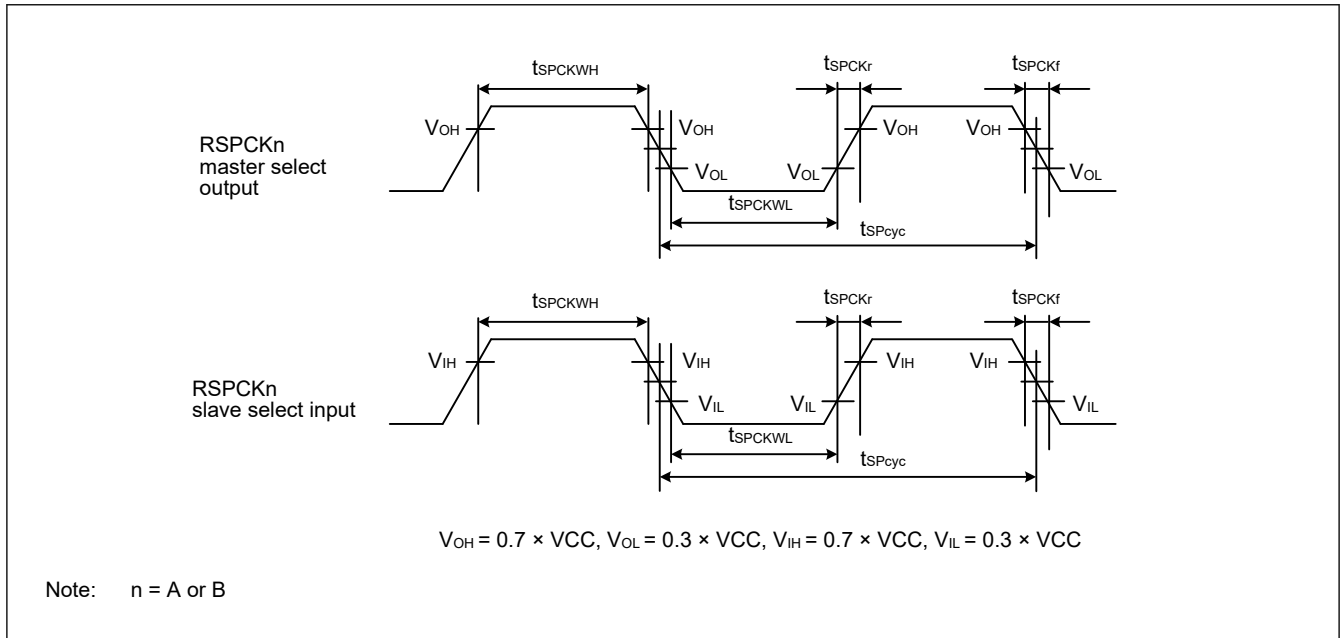 tSPCKWH
tSPCKr
tSPCKf
VOH
VOH
VOH
VOH
RSPCKn
master select
output
VOL
VOL
VOL
tSPCKWL
tSPcyc
tSPCKWH
tSPCKr
tSPCKf
VIH
VIH
VIH
VIH
RSPCKn
slave select input
VIL
VIL
VIL
tSPCKWL
tSPcyc
VOH = 0.7 × VCC, VOL = 0.3 × VCC, VIH = 0.7 × VCC, VIL = 0.3 × VCC
Note: n = A or B